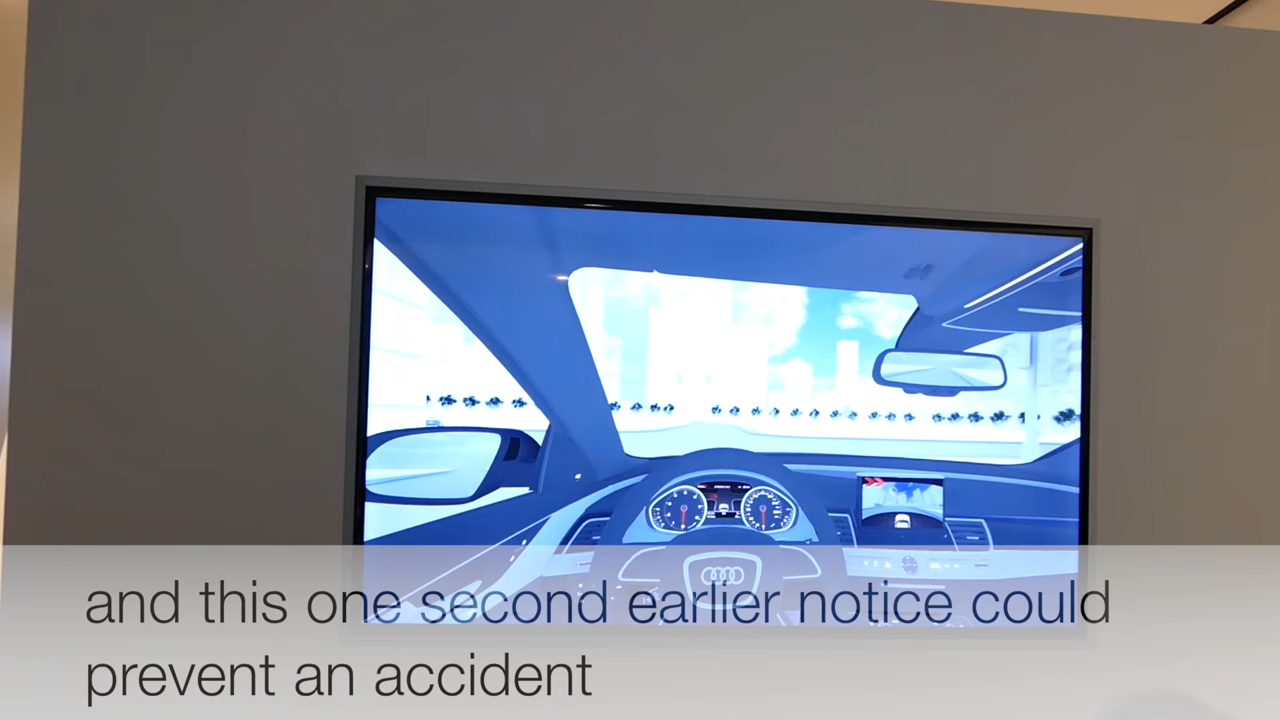 and this one second earlier notice could
prevent an accident